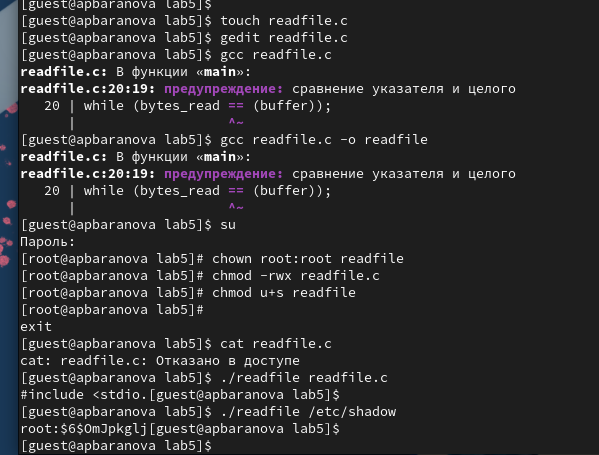 [guest@apbaranova lab5]$
[guest@apbaranova lab5]$ touch readfile.c
[guest@apbaranova lab5]$ gedit readfile.c
[guest@apbaranova lab5]$ gcc readfile.c
readfile.c: В функции «main»:
readfile.c:20:19: предупреждение: сравнение указателя и целого
   20 | while (bytes_read == (buffer));
      |                   ^~
[guest@apbaranova lab5]$ gcc readfile.c -o readfile
readfile.c: В функции «main»:
readfile.c:20:19: предупреждение: сравнение указателя и целого
   20 | while (bytes_read == (buffer));
      |                   ^~
[guest@apbaranova lab5]$ su
Пароль:
[root@apbaranova lab5]# chown root:root readfile
[root@apbaranova lab5]# chmod -rwx readfile.c
[root@apbaranova lab5]# chmod u+s readfile
[root@apbaranova lab5]#
exit
[guest@apbaranova lab5]$ cat readfile.c
cat: readfile.c: Отказано в доступе
[guest@apbaranova lab5]$ ./readfile readfile.c
#include <stdio.[guest@apbaranova lab5]$
[guest@apbaranova lab5]$ ./readfile /etc/shadow
root:$6$OmJpkglj[guest@apbaranova lab5]$
[guest@apbaranova lab5]$